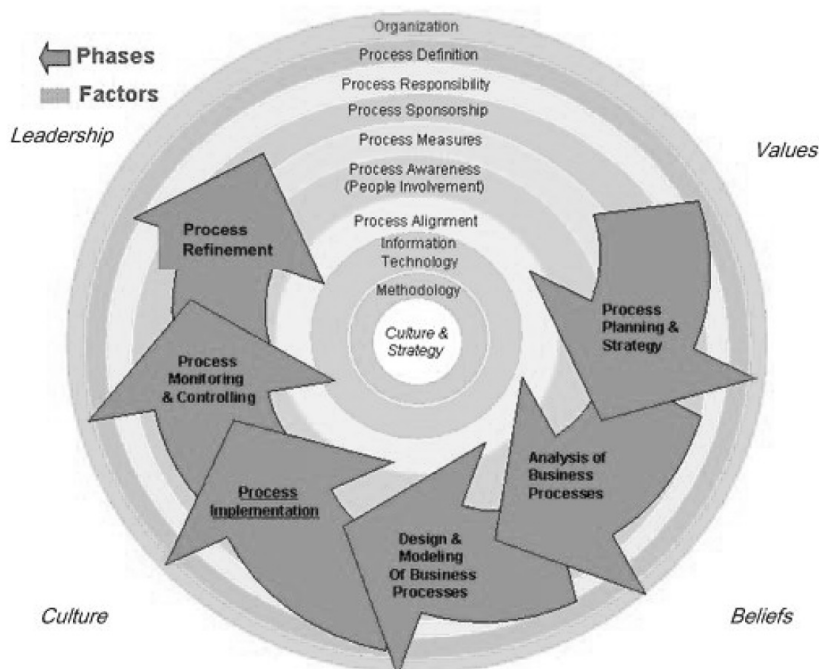 Phases
Factors
Leadership
Values
Culture
Beliefs
Organization
Process Definition
Process Responsibility
Process Sponsorship
Process Measures
Process Awareness
(People Involvement)
Process Alignment
Information
Technology
Methodology
Culture &
Strategy
Process
Planning &
Strategy
Analysis of
Business
Processes
Design &
Modeling
Of Business
Processes
Process
Implementation
Process
Monitoring
& Controlling
Process
Refinement